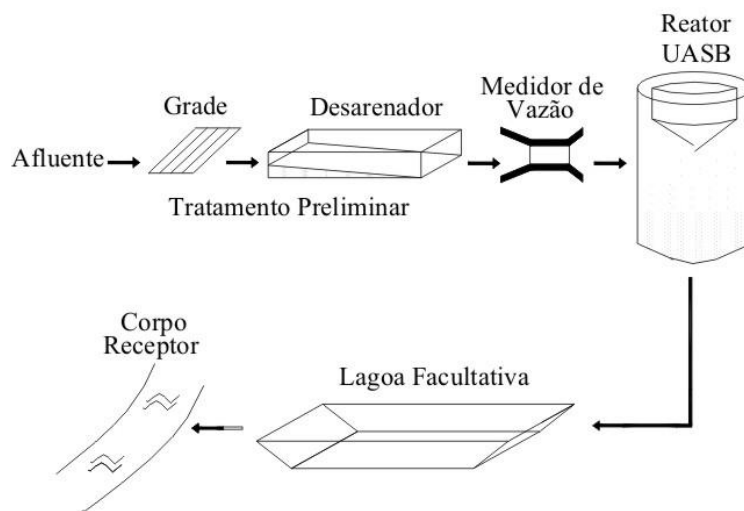 Reator
UASB
Medidor de
Vazão
Grade
Desarenador
Afluente
Tratamento Preliminar
Corpo
Receptor
Lagoa Facultativa